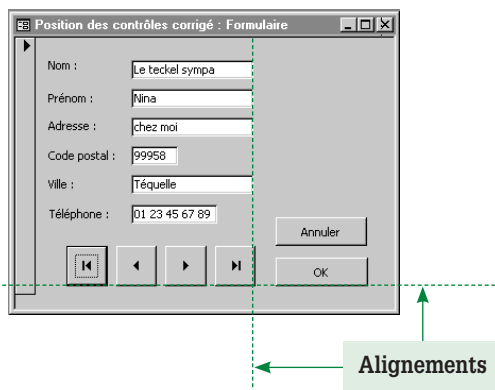 Position des contrôles corrigé : Formulaire
Nom :
Le teckel sympa
Prénom :
Nina
Adresse :
chez moi
Code postal :
99958
Ville :
Téquelle
Téléphone :
01 23 45 67 89
Annuler
OK
Alignements